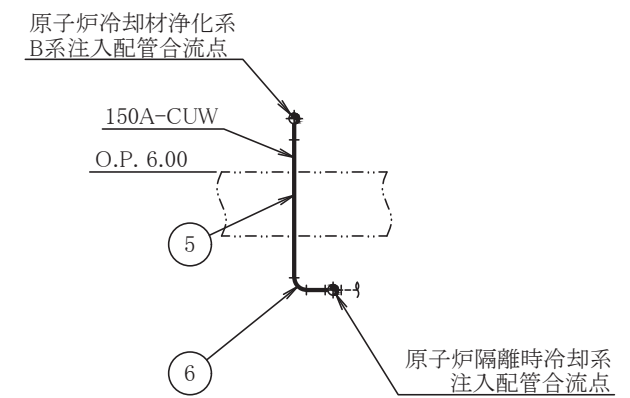 原子炉冷却材浄化系
B系注入配管合流点
150A-CUW
O.P. 6.00
5
6
原子炉隔離時冷却系
注入配管合流点